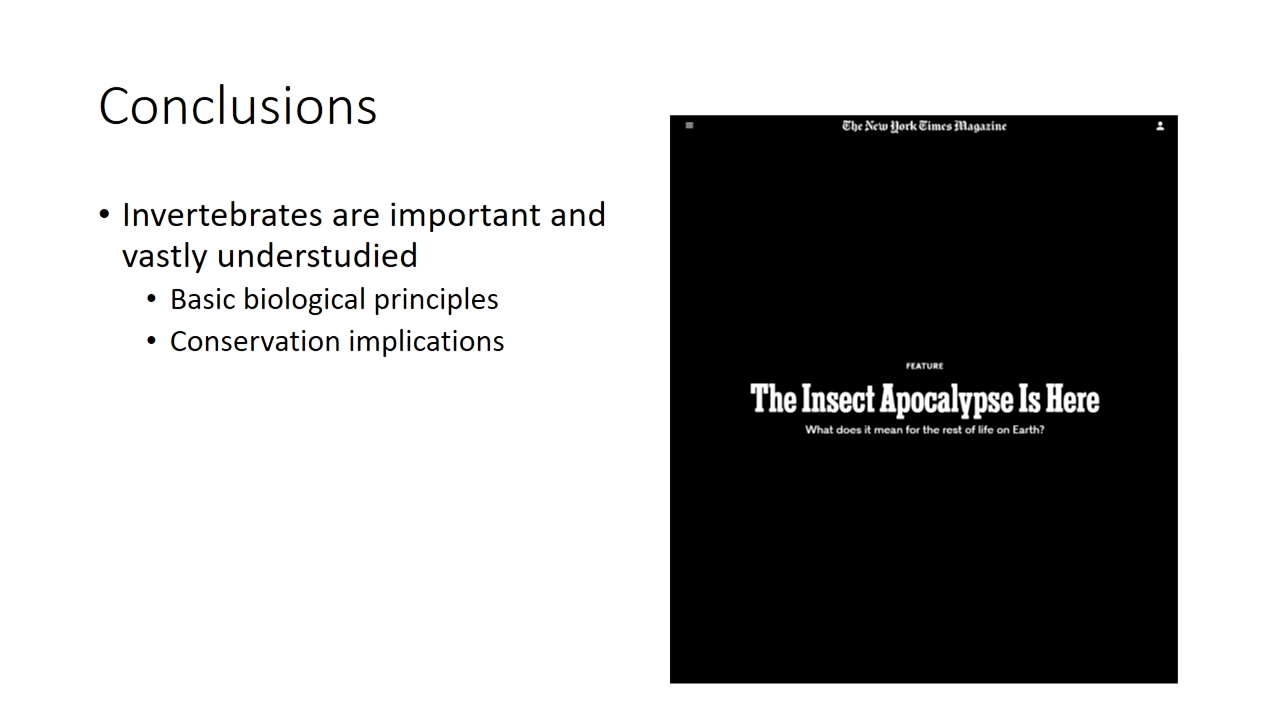 Conclusions
• Invertebrates are important and
vastly understudied
• Basic biological principles
• Conservation implications
The New York Times Magazine
FEATURE
The Insect Apocalypse Is Here
What does it mean for the rest of life on Earth?